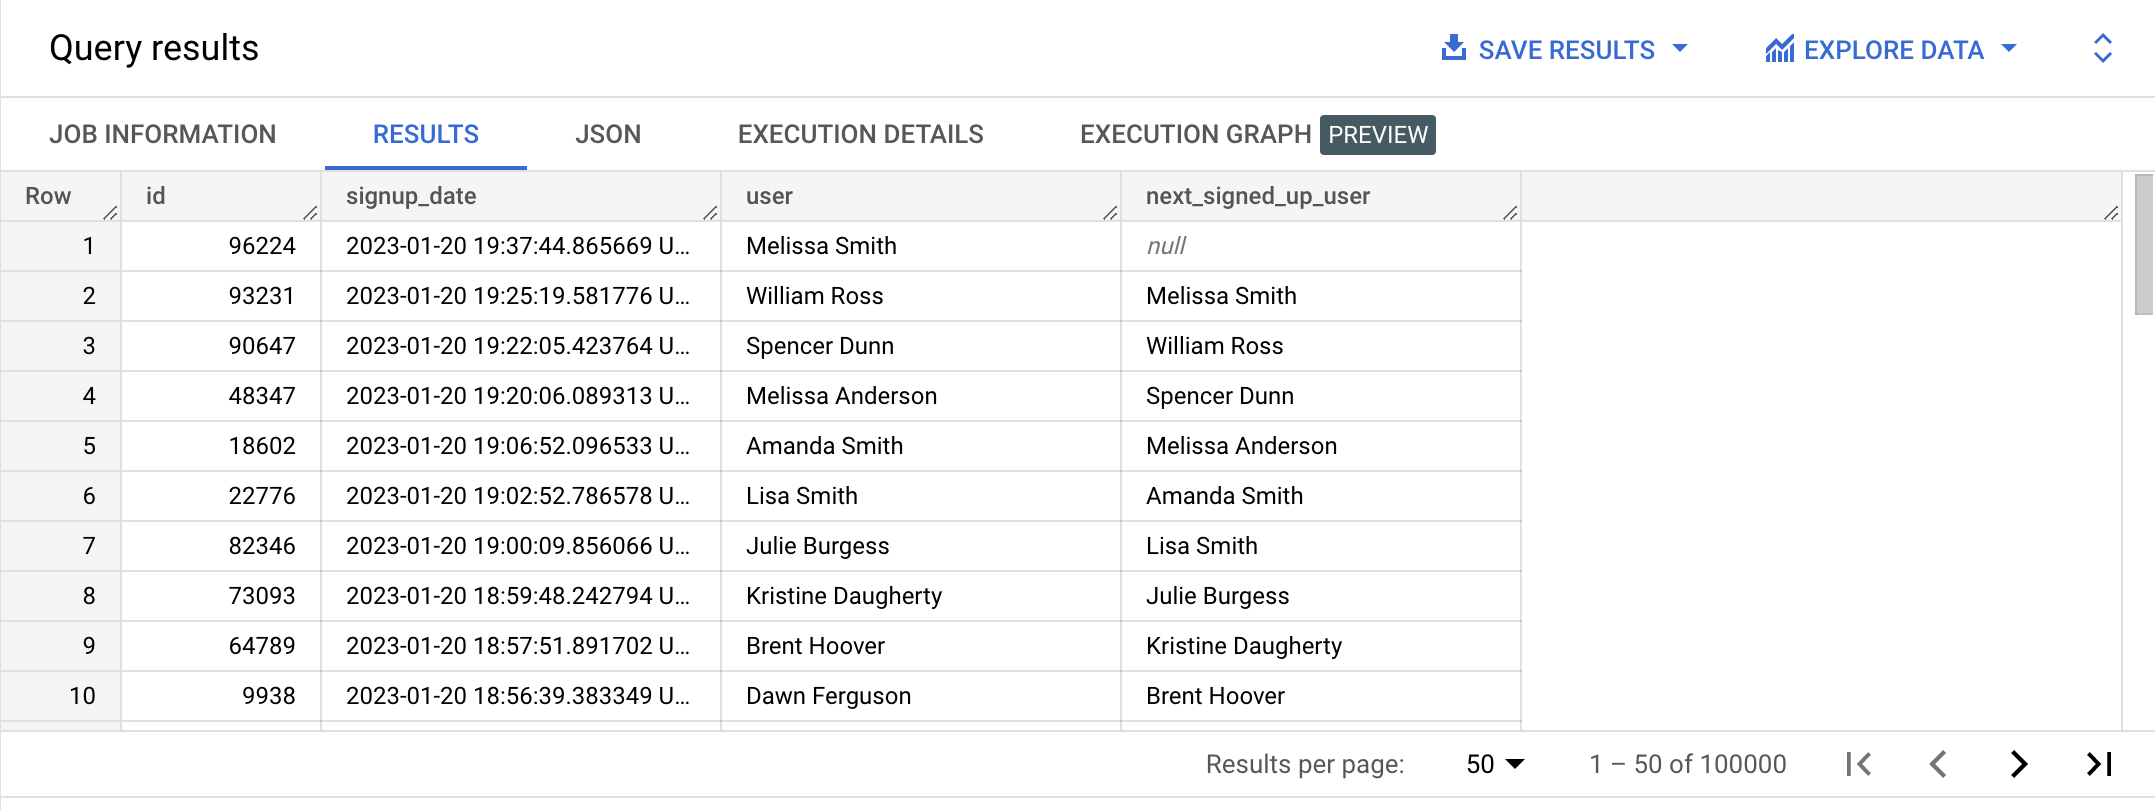 Query results SAVE RESULTS EXPLORE DATA
JOB INFORMATION RESULTS JSON EXECUTION DETAILS EXECUTION GRAPH PREVIEW
Row id signup_date user next_signed_up_user
1 96224 2023-01-20 19:37:44.865669 U... Melissa Smith null
2 93231 2023-01-20 19:25:19.581776 U... William Ross Melissa Smith
3 90647 2023-01-20 19:22:05.423764 U... Spencer Dunn William Ross
4 48347 2023-01-20 19:20:06.089313 U... Melissa Anderson Spencer Dunn
5 18602 2023-01-20 19:06:52.096533 U... Amanda Smith Melissa Anderson
6 22776 2023-01-20 19:02:52.786578 U... Lisa Smith Amanda Smith
7 82346 2023-01-20 19:00:09.856066 U... Julie Burgess Lisa Smith
8 73093 2023-01-20 18:59:48.242794 U... Kristine Daugherty Julie Burgess
9 64789 2023-01-20 18:57:51.891702 U... Brent Hoover Kristine Daugherty
10 9938 2023-01-20 18:56:39.383349 U... Dawn Ferguson Brent Hoover
Results per page: 50 1 – 50 of 100000